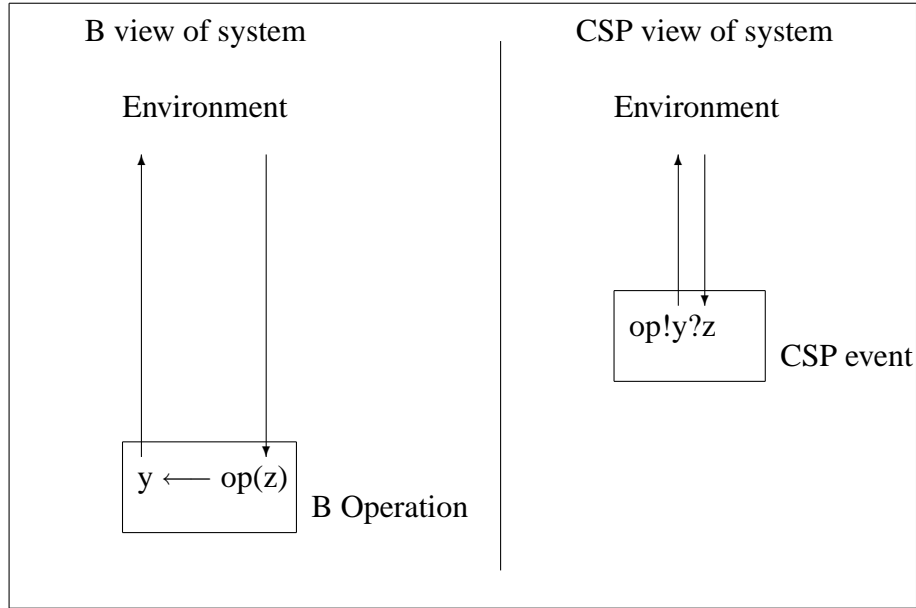 B view of system
Environment
y ⟵ op(z)
B Operation
CSP view of system
Environment
op!y?z
CSP event